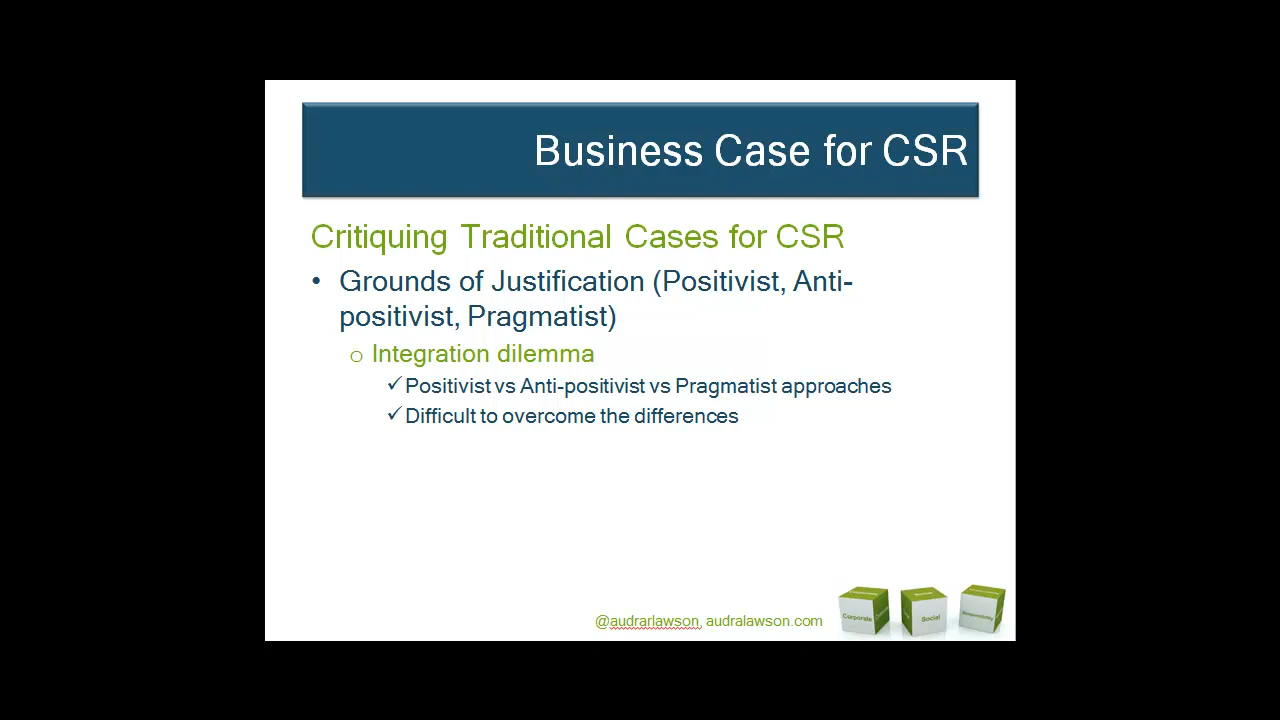 Business Case for CSR
Critiquing Traditional Cases for CSR
• Grounds of Justification (Positivist, Anti-
positivist, Pragmatist)
o Integration dilemma
✓Positivist vs Anti-positivist vs Pragmatist approaches
✓Difficult to overcome the differences
@audrarlawson, audralawson.com
Corporate
Social
Responsibility